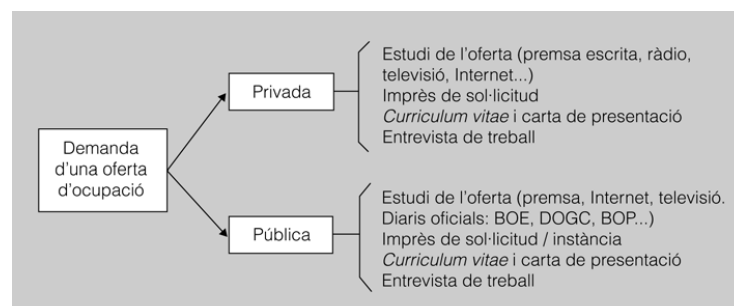 Demanda
d'una oferta
d'ocupació
Privada
Estudi de l'oferta (premsa escrita, ràdio,
televisió, Internet...)
Imprès de sol·licitud
Curriculum vitae i carta de presentació
Entrevista de treball
Pública
Estudi de l'oferta (premsa, Internet, televisió.
Diaris oficials: BOE, DOGC, BOP...)
Imprès de sol·licitud / instància
Curriculum vitae i carta de presentació
Entrevista de treball